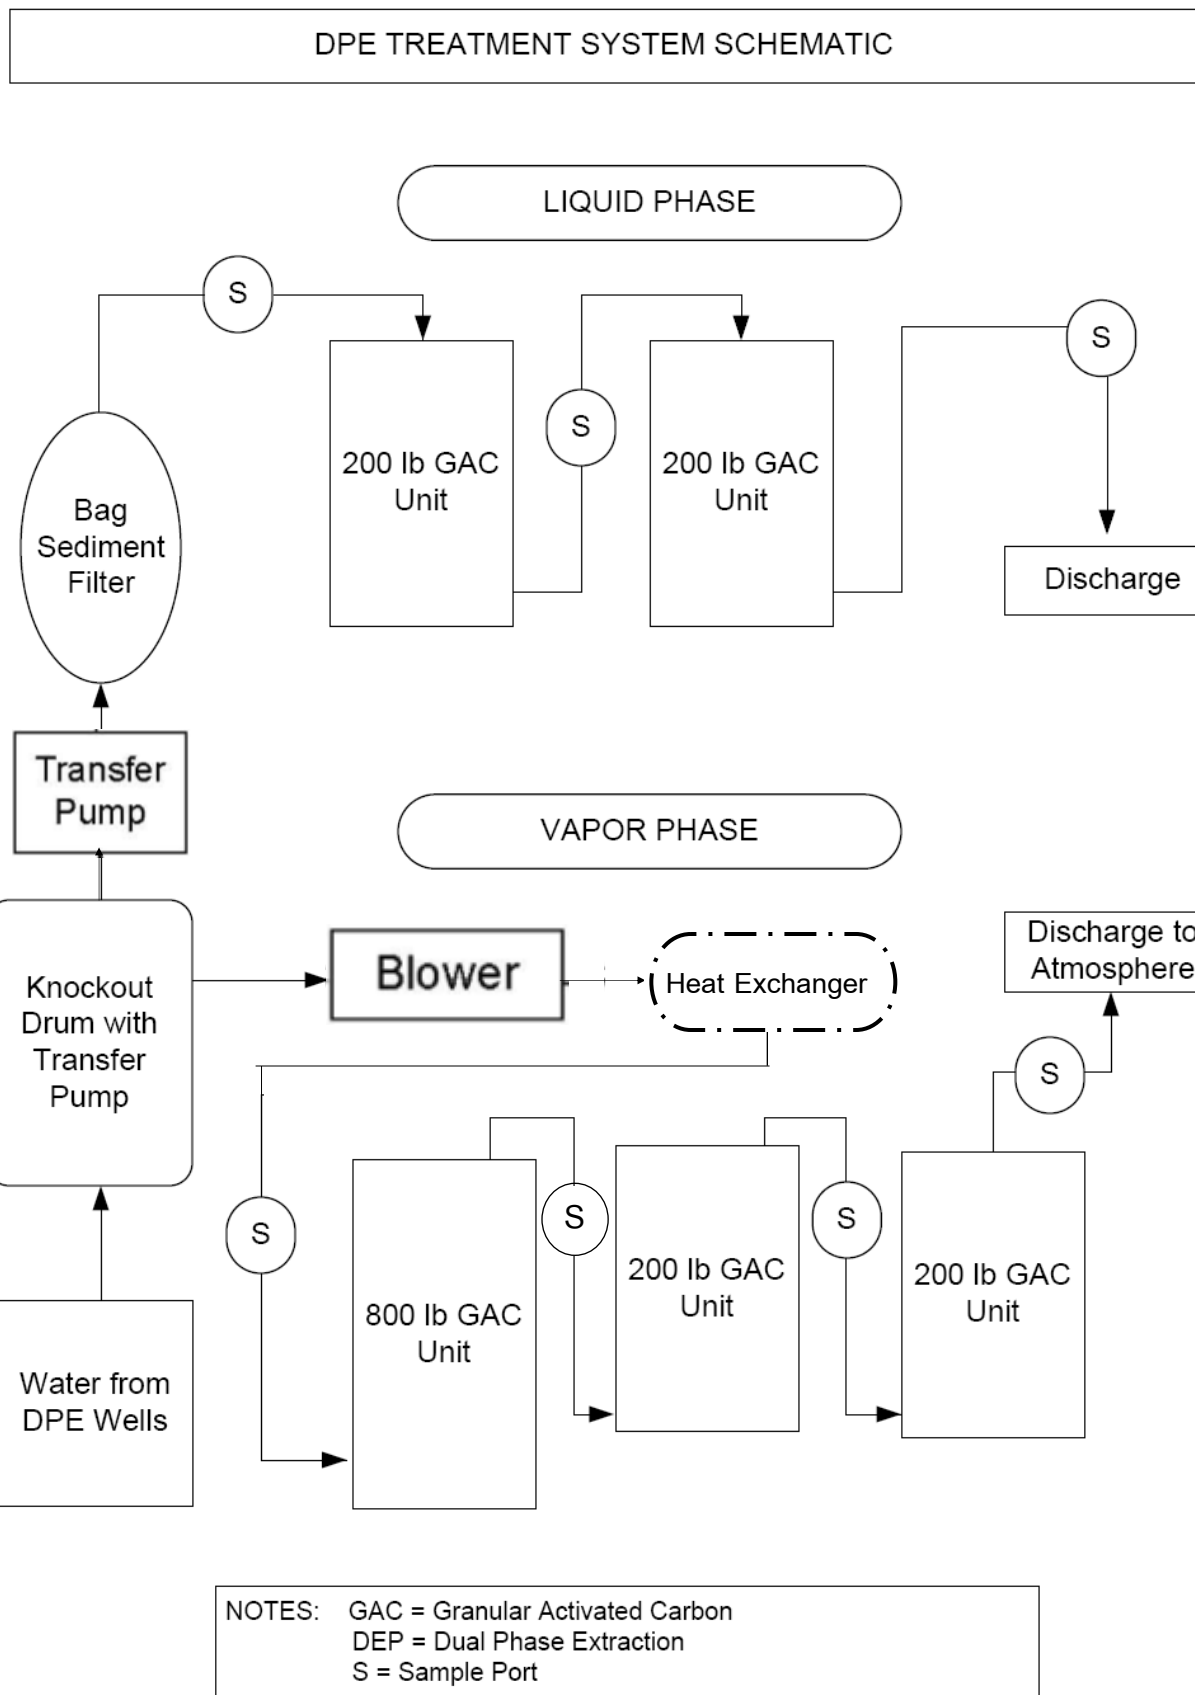 DPE TREATMENT SYSTEM SCHEMATIC
LIQUID PHASE
S
S
S
200 lb GAC
Unit
200 lb GAC
Unit
Bag
Sediment
Filter
Discharge
Transfer
Pump
VAPOR PHASE
Knockout
Drum with
Transfer
Pump
Blower
Heat Exchanger
Discharge to
Atmosphere
S
S
S
S
800 lb GAC
Unit
200 lb GAC
Unit
200 lb GAC
Unit
Water from
DPE Wells
NOTES: GAC = Granular Activated Carbon
DEP = Dual Phase Extraction
S = Sample Port